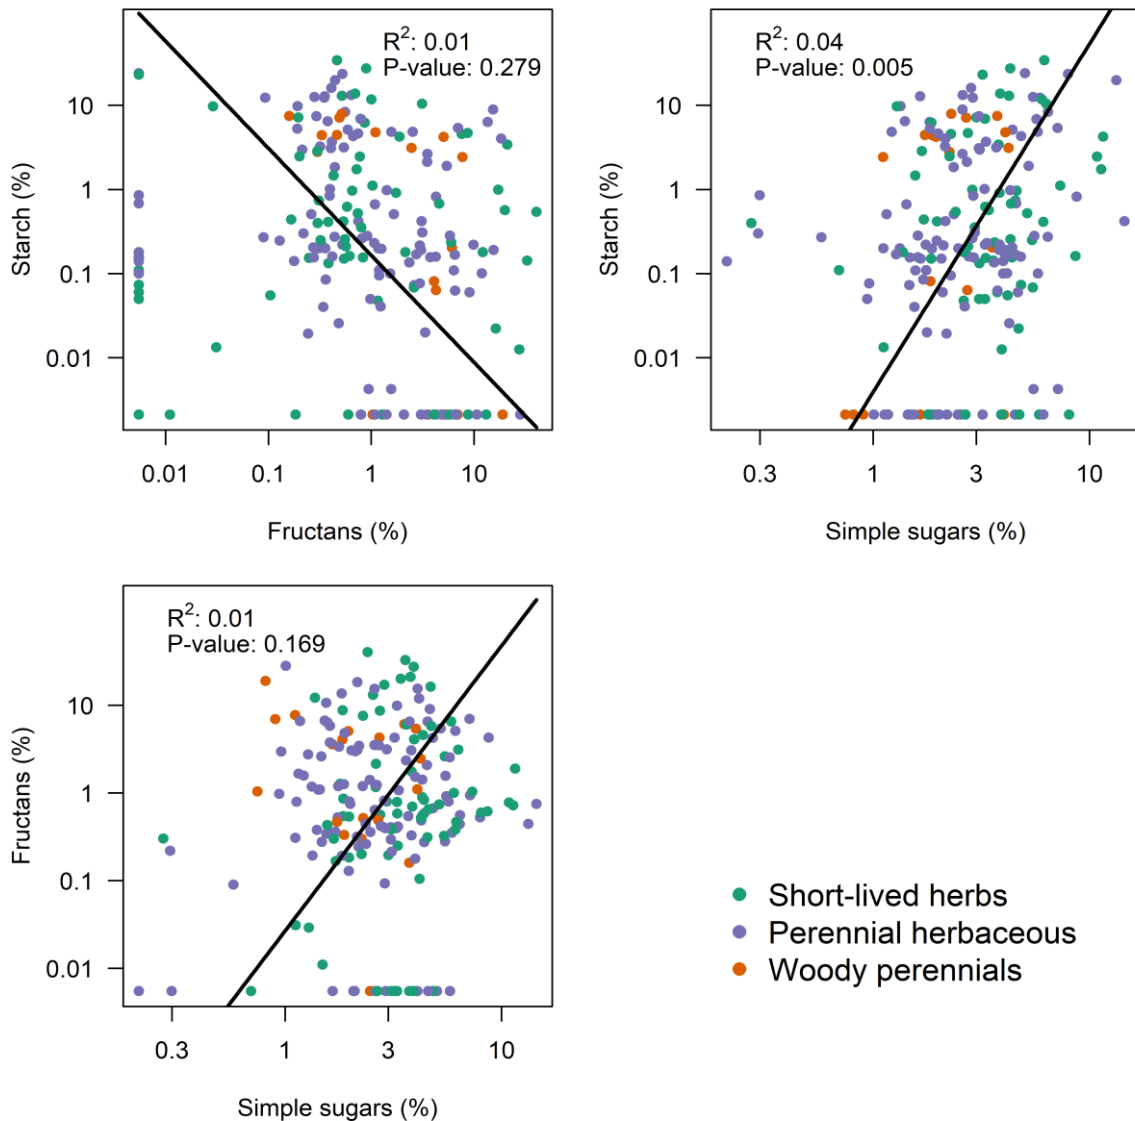 R²: 0.01
P-value: 0.279
10
1
0.1
0.01
Starch (%)
0.01
0.1
1
10
Fructans (%)
R²: 0.04
P-value: 0.005
10
1
0.1
0.01
Starch (%)
0.3
1
3
10
Simple sugars (%)
R²: 0.01
P-value: 0.169
10
1
0.1
0.01
Fructans (%)
0.3
1
3
10
Simple sugars (%)
Short-lived herbs
Perennial herbaceous
Woody perennials